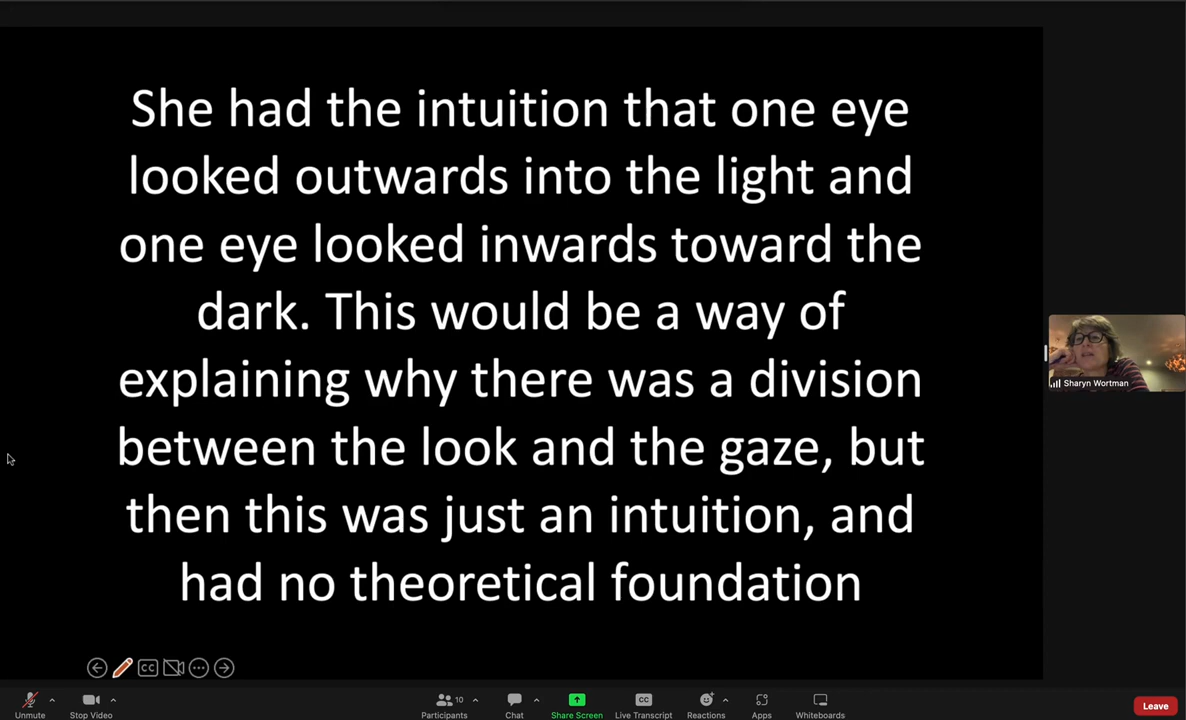 She had the intuition that one eye
looked outwards into the light and
one eye looked inwards toward the
dark. This would be a way of
explaining why there was a division
between the look and the gaze, but
then this was just an intuition, and
had no theoretical foundation
Sharyn Wortman
CC
Unmute
Stop Video
10
Participants
Chat
Share Screen
CC
Live Transcript
Reactions
Apps
Whiteboards
Leave